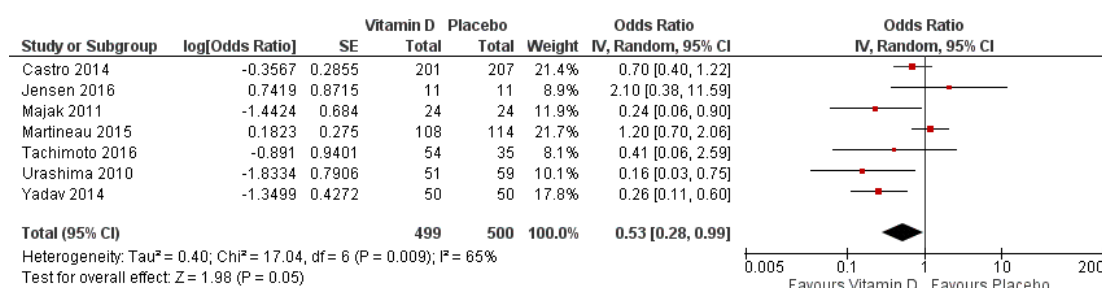 Vitamin D Placebo Odds Ratio Odds Ratio
Study or Subgroup log[Odds Ratio] SE Total Total Weight IV, Random, 95% CI IV, Random, 95% CI
Castro 2014 -0.3567 0.2855 201 207 21.4% 0.70 [0.40, 1.22]
Jensen 2016 0.7419 0.8715 11 11 8.9% 2.10 [0.38, 11.59]
Majak 2011 -1.4424 0.684 24 24 11.9% 0.24 [0.06, 0.90]
Martineau 2015 0.1823 0.275 108 114 21.7% 1.20 [0.70, 2.06]
Tachimoto 2016 -0.891 0.9401 54 35 8.1% 0.41 [0.06, 2.59]
Urashima 2010 -1.8334 0.7906 51 59 10.1% 0.16 [0.03, 0.75]
Yadav 2014 -1.3499 0.4272 50 50 17.8% 0.26 [0.11, 0.60]
Total (95% CI) 499 500 100.0% 0.53 [0.28, 0.99]
Heterogeneity: Tau² = 0.40; Chi² = 17.04, df = 6 (P = 0.009); I² = 65%
Test for overall effect: Z = 1.98 (P = 0.05)
0.005 0.1 1 10 200
Favours Vitamin D Favours Placebo